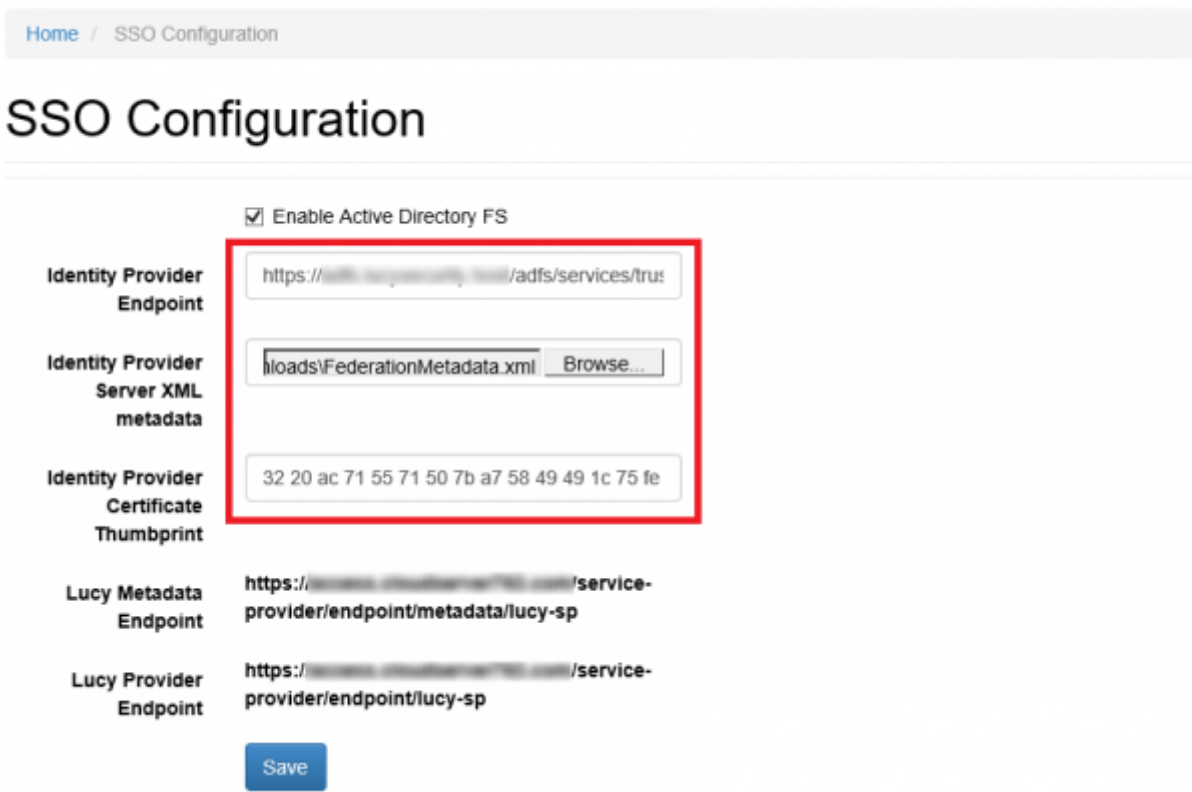 Home / SSO Configuration
SSO Configuration
Enable Active Directory FS
Identity Provider
Endpoint
https:// /adfs/services/trus
Identity Provider
Server XML
metadata
nloads\FederationMetadata.xml Browse...
Identity Provider
Certificate
Thumbprint
32 20 ac 71 55 71 50 7b a7 58 49 49 1c 75 fe
Lucy Metadata
Endpoint
https:/ /service-
provider/endpoint/metadata/lucy-sp
Lucy Provider
Endpoint
https:/ /service-
provider/endpoint/lucy-sp
Save